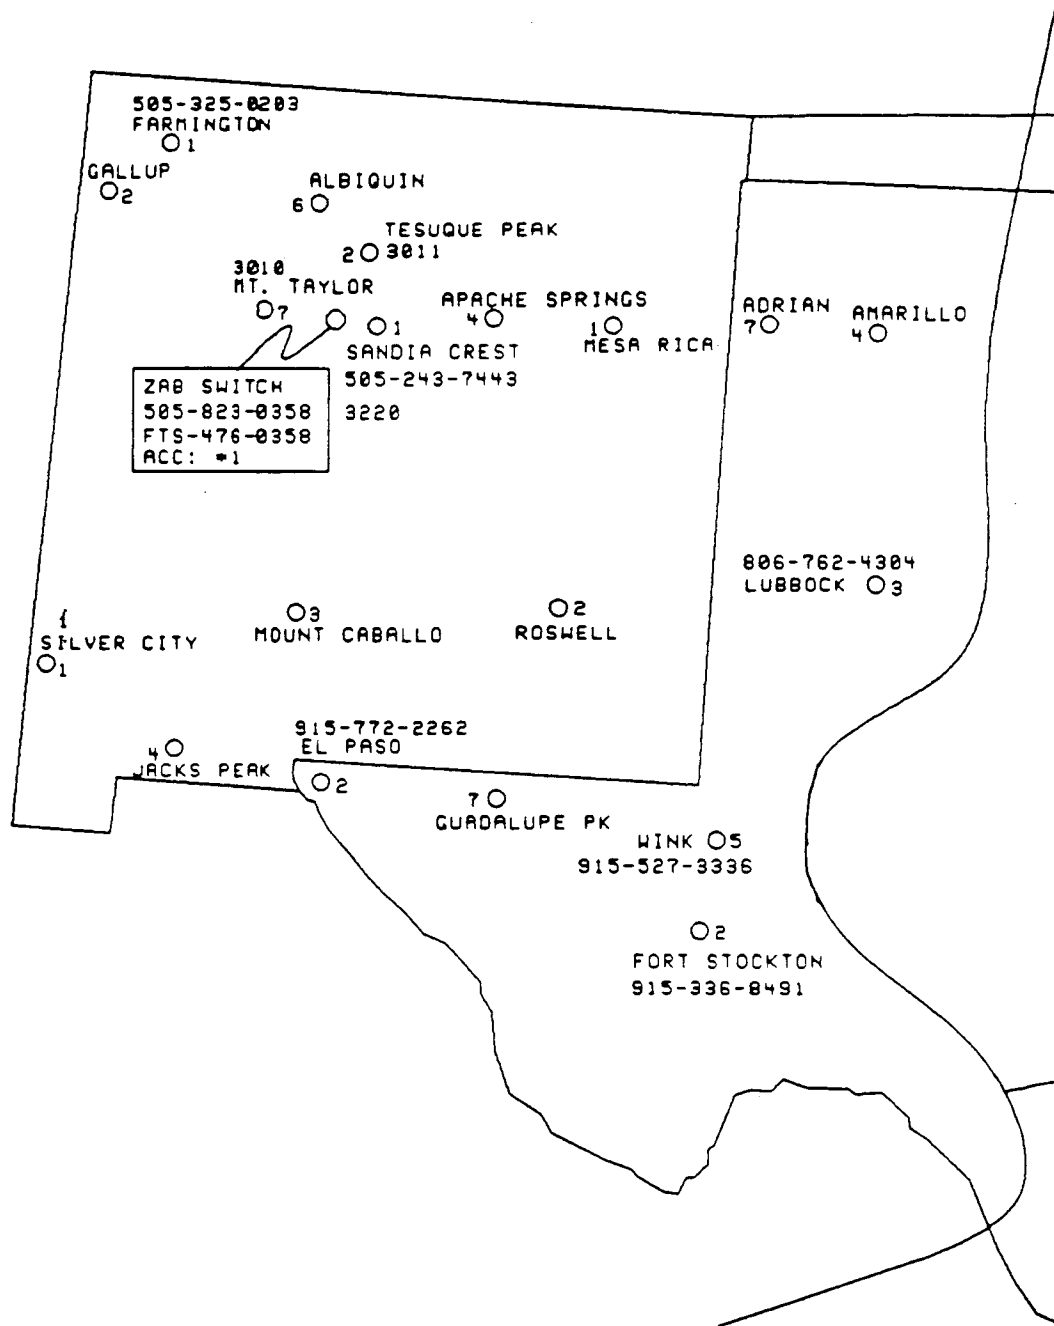 505-325-0203
FARMINGTON
1
GALLUP
2
ALBIQUIN
6
TESUQUE PEAK
2 3011
3010
MT. TAYLOR
7
APACHE SPRINGS
4
1
SANDIA CREST
505-243-7443
3220
1
MESA RICA
ADRIAN
7
AMARILLO
4
ZAB SWITCH
505-823-0358
FTS-476-0358
ACC: *1
806-762-4304
LUBBOCK 3
SILVER CITY
1
3
MOUNT CABALLO
2
ROSWELL
915-772-2262
EL PASO
2
4
JACKS PEAK
7
GUADALUPE PK
WINK 5
915-527-3336
2
FORT STOCKTON
915-336-8491